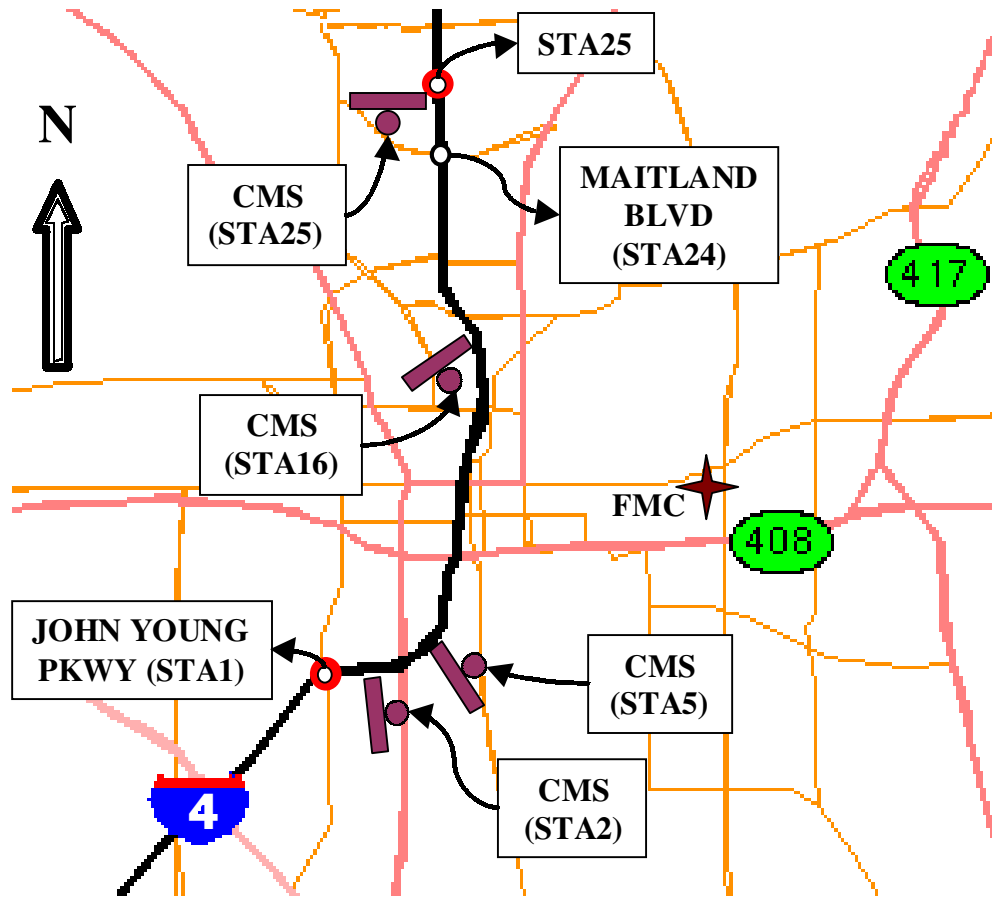 STA25
N
CMS
(STA25)
MAITLAND
BLVD
(STA24)
417
CMS
(STA16)
FMC
408
JOHN YOUNG
PKWY (STA1)
CMS
(STA5)
4
CMS
(STA2)